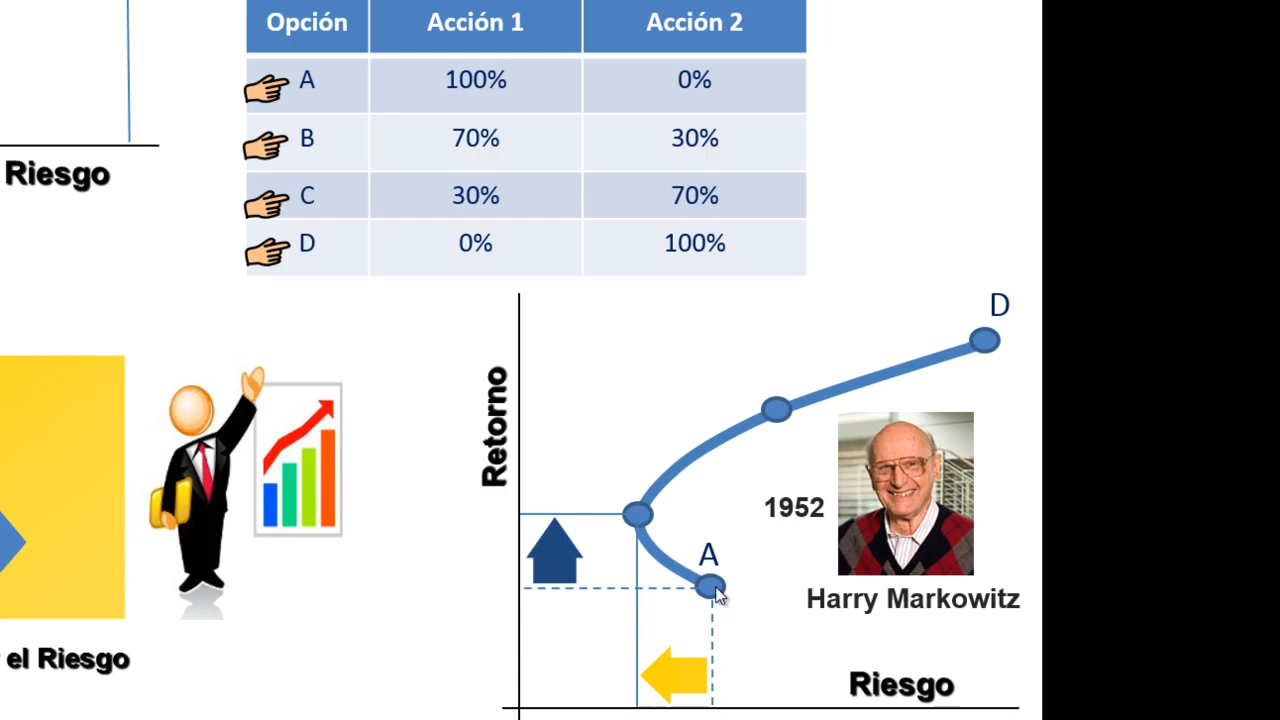 Opción Acción 1 Acción 2
A 100% 0%
B 70% 30%
C 30% 70%
D 0% 100%
Riesgo
D
Retorno
1952
A
Harry Markowitz
el Riesgo
Riesgo